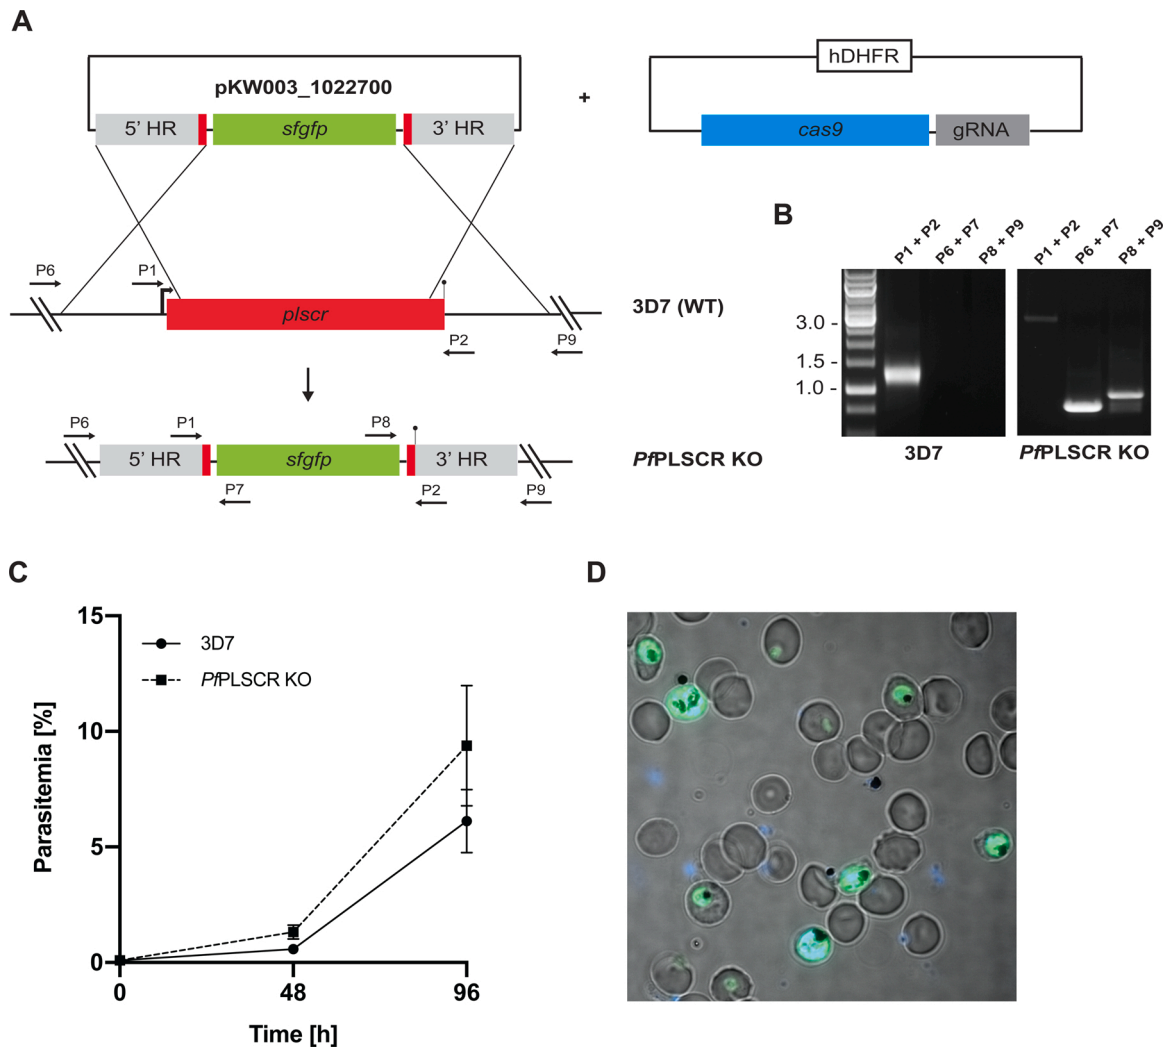 A
pKW003_1022700
5' HR
sfgfp
3' HR
+
hDHFR
cas9
gRNA
P6
P1
plscr
P2
P9
3D7 (WT)
P6
P1
P8
5' HR
sfgfp
3' HR
P7
P2
P9
PfPLSCR KO
B
P1 + P2
P6 + P7
P8 + P9
P1 + P2
P6 + P7
P8 + P9
3.0 -
1.5 -
1.0 -
3D7
PfPLSCR KO
C
15
10
5
0
Parasitemia [%]
3D7
PfPLSCR KO
0
48
96
Time [h]
D